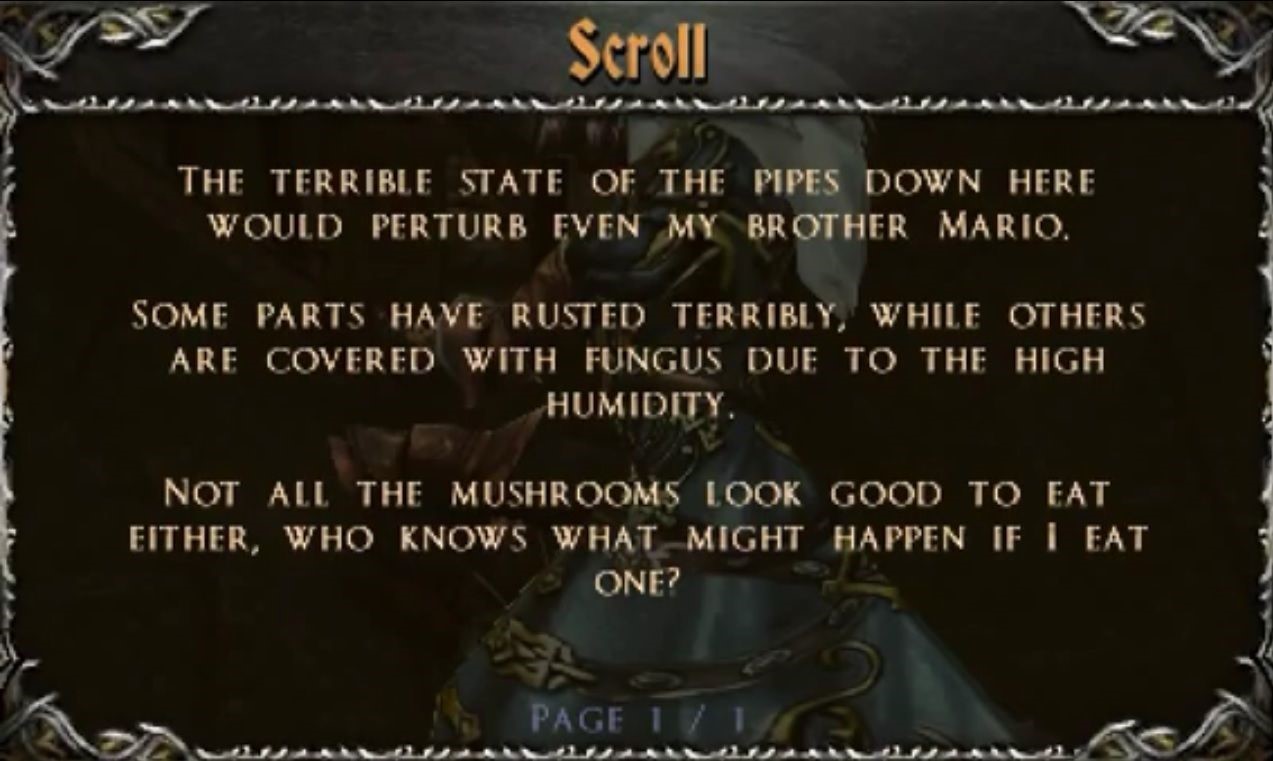 Scroll
The terrible state of the pipes down here
would perturb even my brother Mario.
Some parts have rusted terribly, while others
are covered with fungus due to the high
humidity.
Not all the mushrooms look good to eat
either, who knows what might happen if I eat
one?
Page 1 / 1